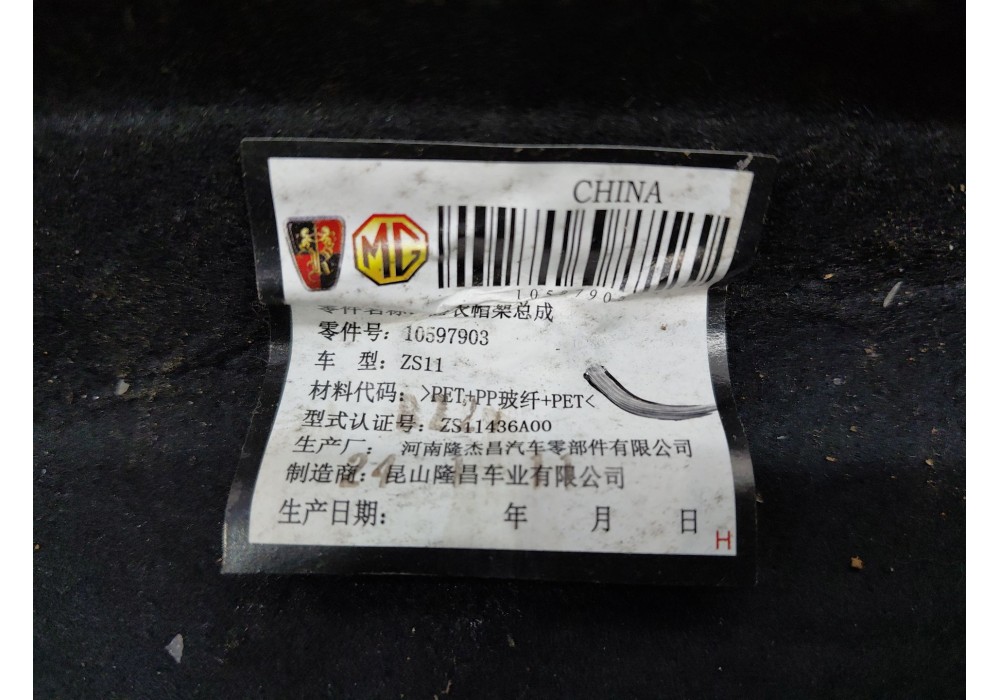 CHINA
MG
零件名称： 衣帽架总成
零件号：10597903
车 型：ZS11
材料代码：>PET+PP玻纤+PET<
型式认证号：ZS11436A00
生产厂： 河南隆杰昌汽车零部件有限公司
制造商：昆山隆昌车业有限公司
生产日期： 年 月 日
H